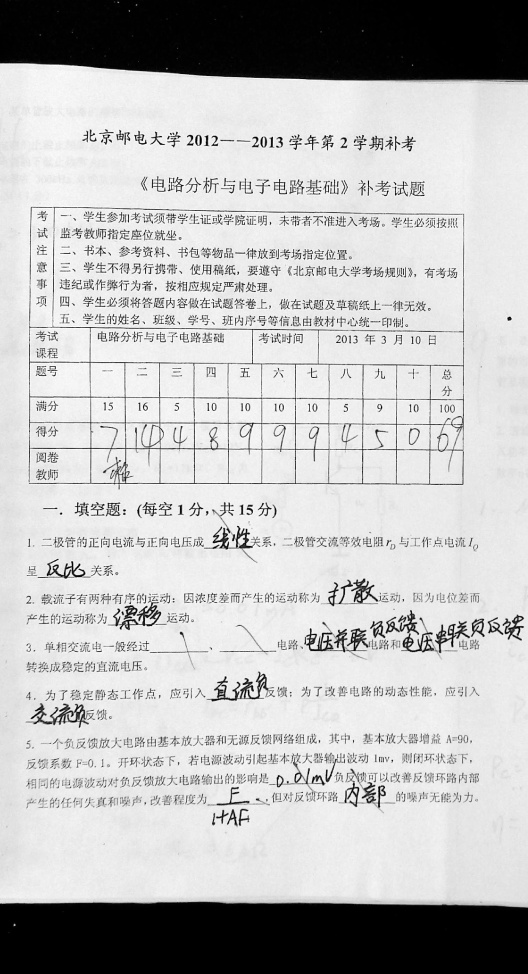 北京邮电大学 2012——2013 学年第 2 学期补考
《电路分析与电子电路基础》补考试题
考试注意事项
一、学生参加考试须带学生证或学院证明，未带者不准进入考场。学生必须按照
监考教师指定座位就坐。
二、书本、参考资料、书包等物品一律放到考场指定位置。
三、学生不得另行携带、使用稿纸，要遵守《北京邮电大学考场规则》，有考场
违纪或作弊行为者，按相应规定严肃处理。
四、学生必须将答题内容做在试题答卷上，做在试题及草稿纸上一律无效。
五、学生的姓名、班级、学号、班内序号等信息由教材中心统一印制。
考试课程 电路分析与电子电路基础 考试时间 2013 年 3 月 10 日
题号 一 二 三 四 五 六 七 八 九 十 总分
满分 15 16 5 10 10 10 10 5 9 10 100
得分 7 14 4 8 9 9 9 4 5 0 69
阅卷教师
一．填空题：(每空 1 分，共 15 分)
1. 二极管的正向电流与正向电压成 线性 关系，二极管交流等效电阻 r_D 与工作点电流 I_Q
呈 反比 关系。
2. 载流子有两种有序的运动：因浓度差而产生的运动称为 扩散 运动，因为电位差而
产生的运动称为 漂移 运动。
3. 单相交流电一般经过 、 电路、电压并联负反馈 电路和 电压串联负反馈 电路
转换成稳定的直流电压。
4. 为了稳定静态工作点，应引入 直流负 反馈；为了改善电路的动态性能，应引入
交流负 反馈。
5. 一个负反馈放大电路由基本放大器和无源反馈网络组成，其中，基本放大器增益 A=90，
反馈系数 F=0.1。开环状态下，若电源波动引起基本放大器输出波动 1mv，则闭环状态下，
相同的电源波动对负反馈放大电路输出的影响是 0.01mV 负反馈可以改善反馈环路内部
产生的任何失真和噪声，改善程度为 F/1+AF ，但对反馈环路 内部 的噪声无能为力。